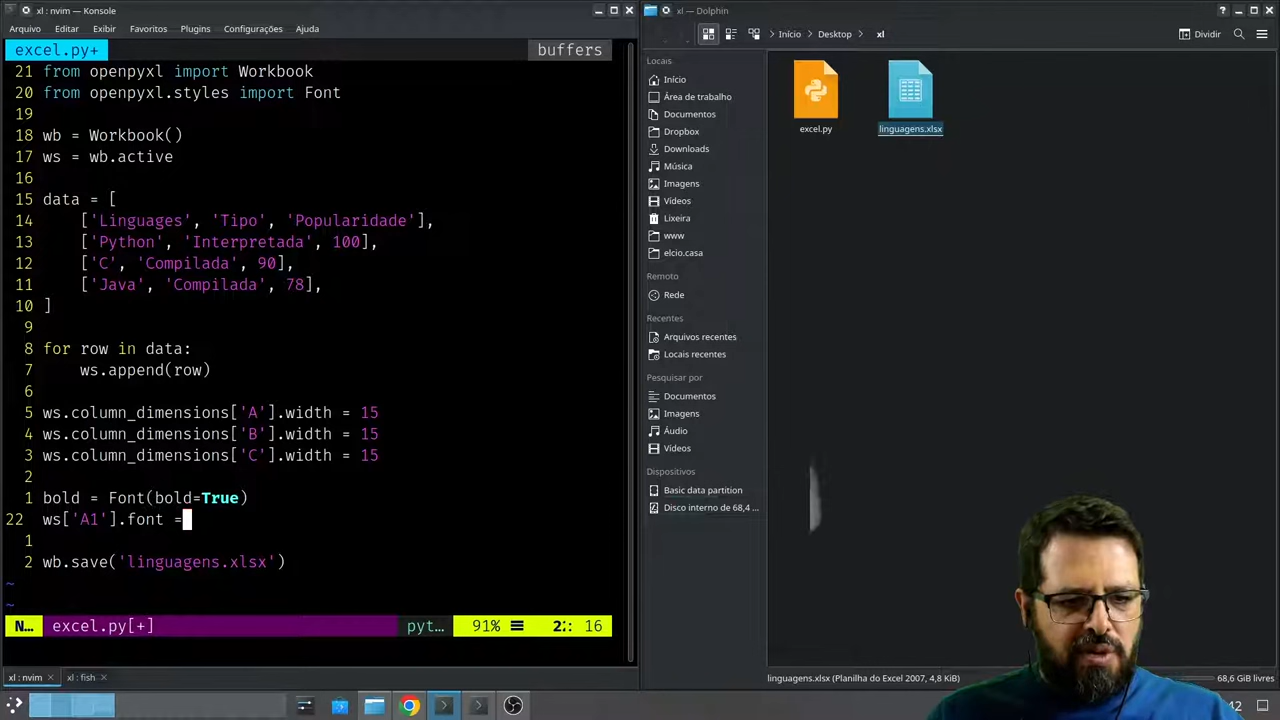 xl : nvim — Konsole
Arquivo Editar Exibir Favorits Plugins Configurações Ajuda
excel.py+ buffers
21 from openpyxl import Workbook
20 from openpyxl.styles import Font
19
18 wb = Workbook()
17 ws = wb.active
16
15 data = [
14 ['Linguages', 'Tipo', 'Popularidade'],
13 ['Python', 'Interpretada', 100],
12 ['C', 'Compilada', 90],
11 ['Java', 'Compilada', 78],
10 ]
9
8 for row in data:
7 ws.append(row)
6
5 ws.column_dimensions['A'].width = 15
4 ws.column_dimensions['B'].width = 15
3 ws.column_dimensions['C'].width = 15
2
1 bold = Font(bold=True)
22 ws['A1'].font =
1
2 wb.save('linguagens.xlsx')
~
~
N… excel.py[+] pyt… 91% ☰ 2: 16
xl : nvim
xl : fish
xl — Dolphin
Início > Desktop > xl
Dividir
Locais
Início
Área de trabalho
Documentos
Dropbox
Downloads
Música
Imagens
Vídeos
Lixeira
www
elcio.casa
Remoto
Rede
Recentes
Arquivos recentes
Locais recentes
Pesquisar por
Documentos
Imagens
Áudio
Vídeos
Dispositivos
Basic data partition
Disco interno de 68,4 ...
excel.py
linguagens.xlsx
linguagens.xlsx (Planilha do Excel 2007, 4,8 KiB)
68,6 GiB livres